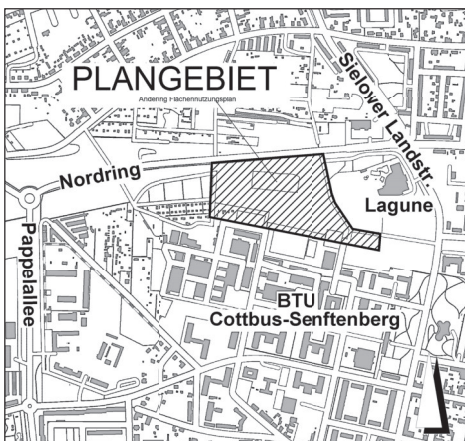 PLANGEBIET
Änderung Flächennutzungsplan
Sielower Landstr.
Nordring
Lagune
Pappelallee
BTU
Cottbus-Senftenberg